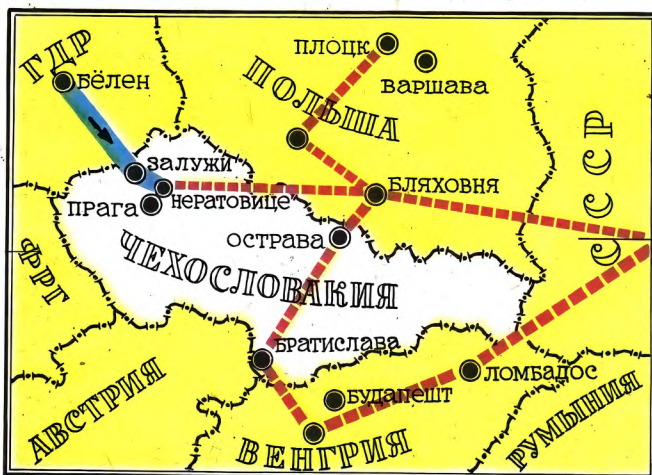 ГДР
БЁЛЕН
ПЛОЦК
ВАРШАВА
ПОЛЬША
СССР
ЗАЛУЖИ
НЕРАТОВИЦЕ"
БЛЯХОВНЯ
ПРАГА
ОСТРАВА
ФРГ
ЧЕХОСЛОВАКИЯ
БРАТИСЛАВА
ЛОМБАДОС
БУДАПЕШТ
АВСТРИЯ
ВЕНГРИЯ
РУМЫНИЯ